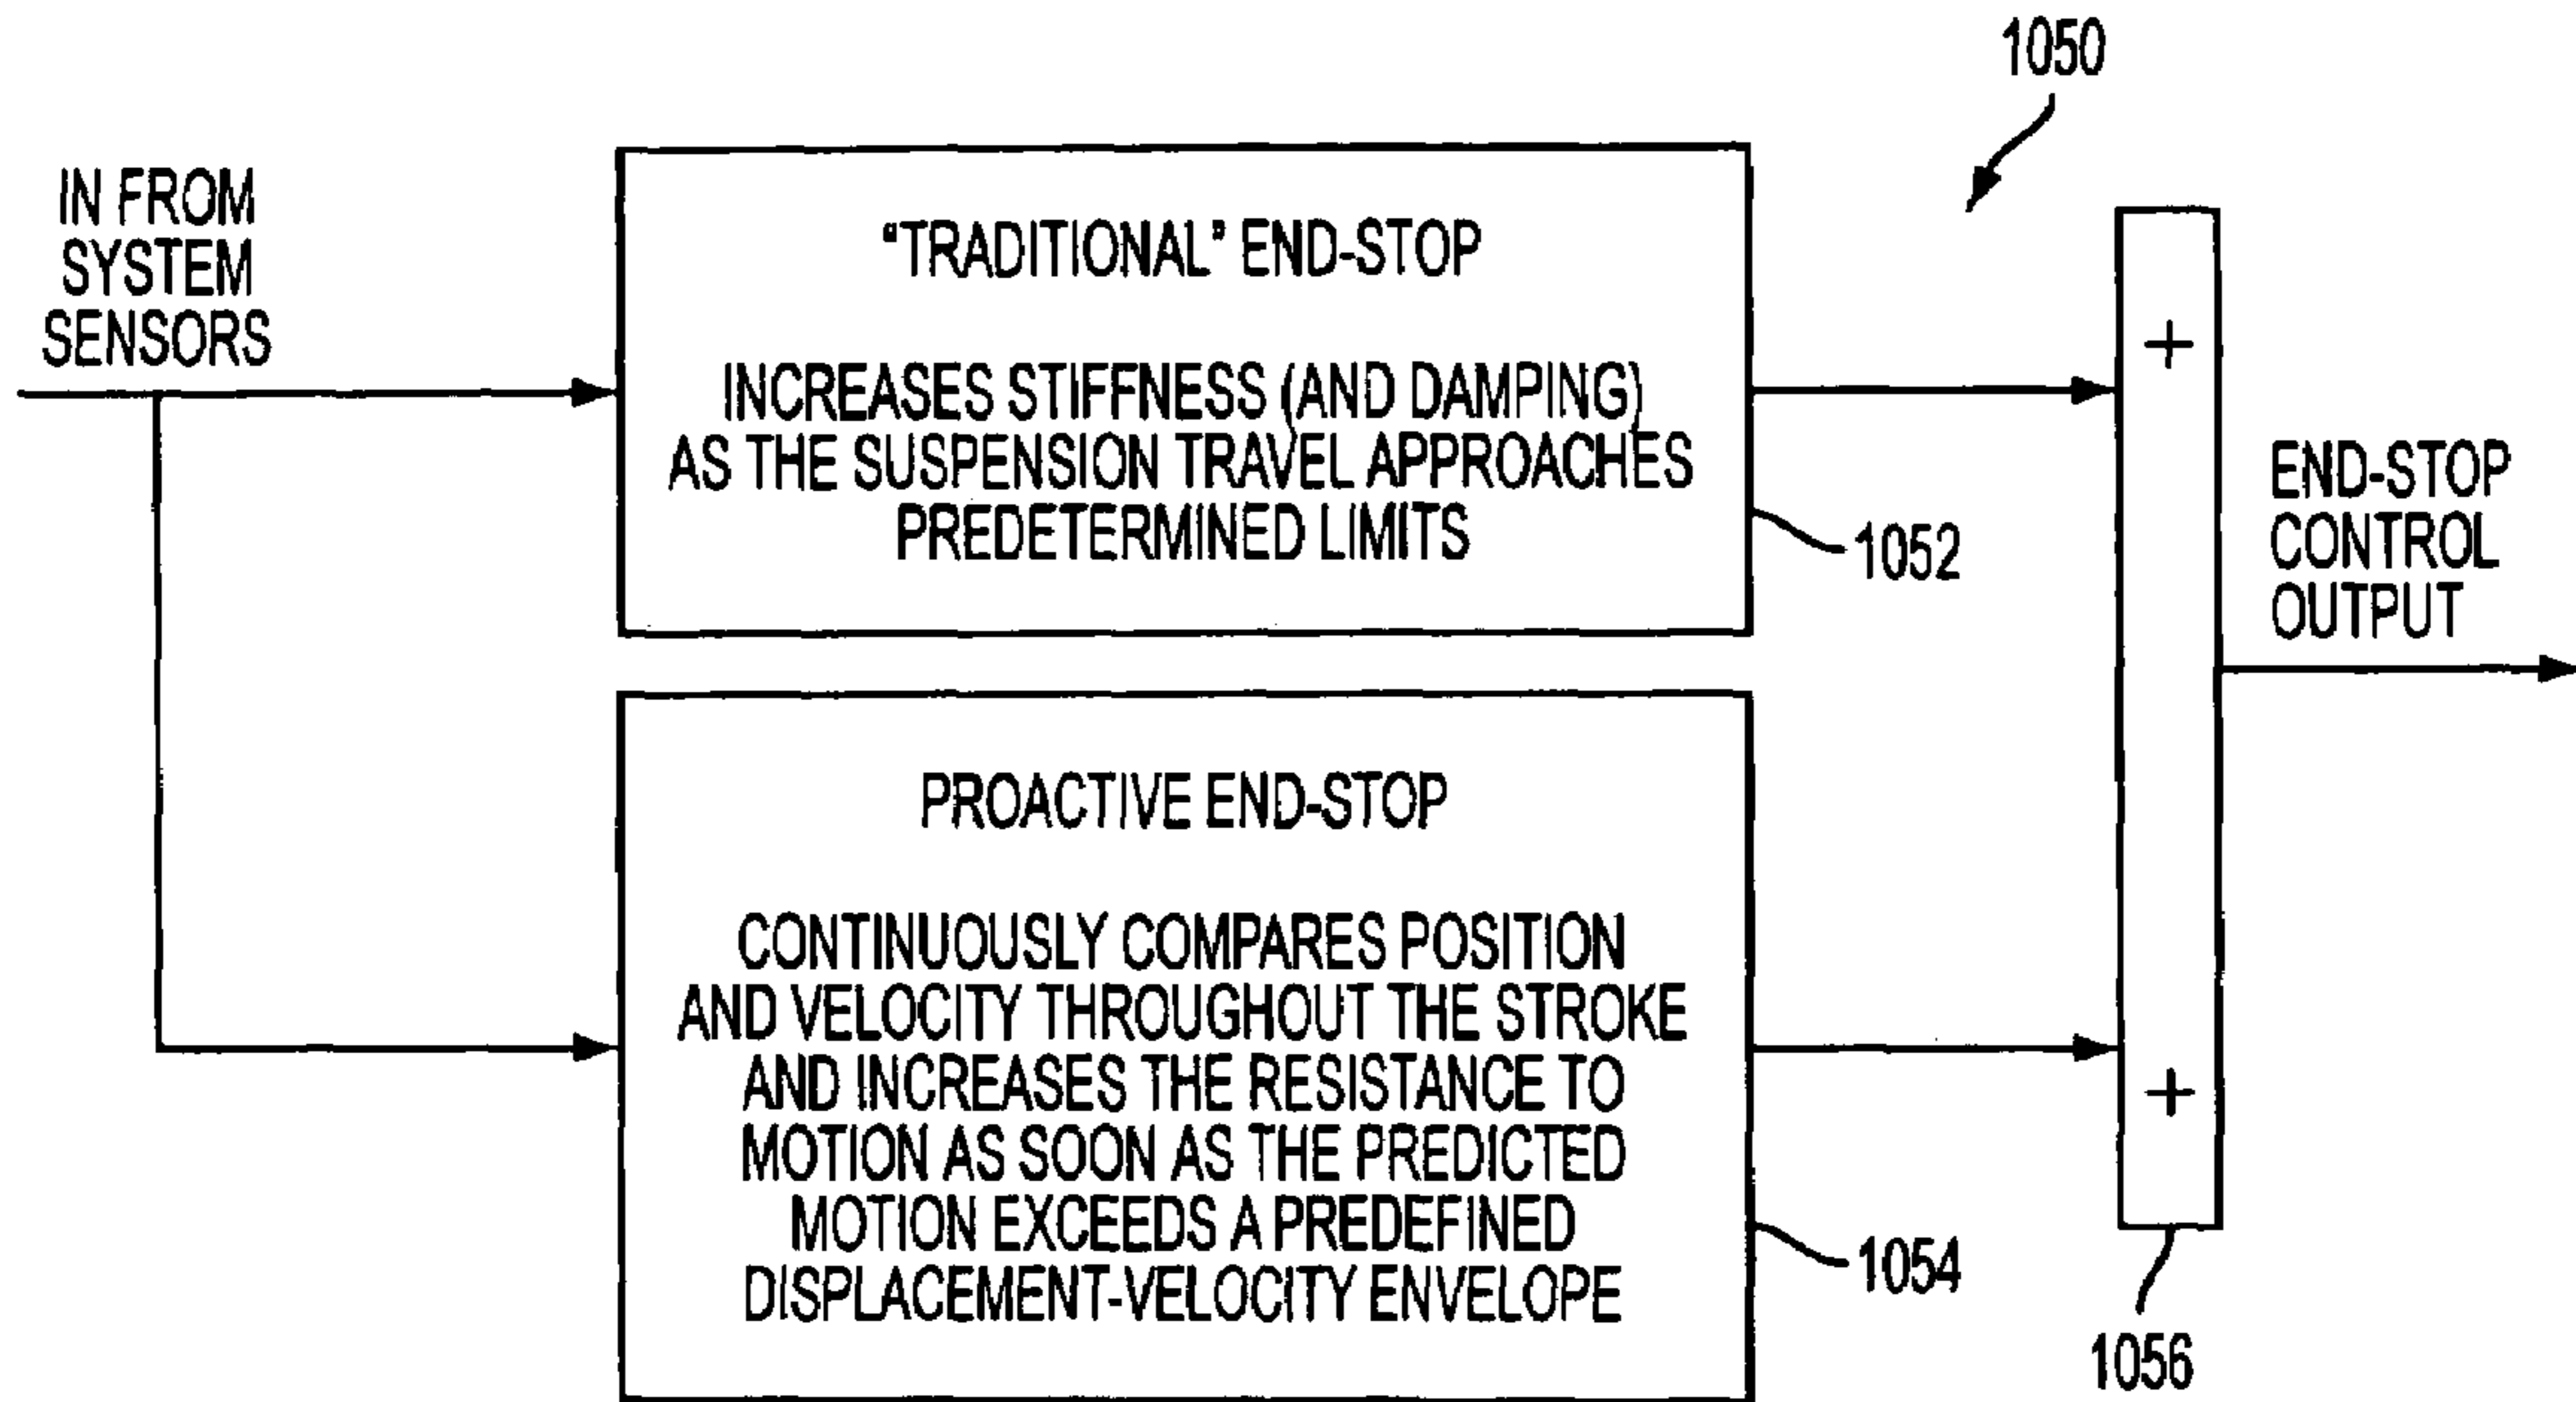 1050
IN FROM
SYSTEM
SENSORS
"TRADITIONAL" END-STOP
INCREASES STIFFNESS (AND DAMPING)
AS THE SUSPENSION TRAVEL APPROACHES
PREDETERMINED LIMITS
1052
+
END-STOP
CONTROL
OUTPUT
PROACTIVE END-STOP
CONTINUOUSLY COMPARES POSITION
AND VELOCITY THROUGHOUT THE STROKE
AND INCREASES THE RESISTANCE TO
MOTION AS SOON AS THE PREDICTED
MOTION EXCEEDS A PREDEFINED
DISPLACEMENT-VELOCITY ENVELOPE
1054
+
1056